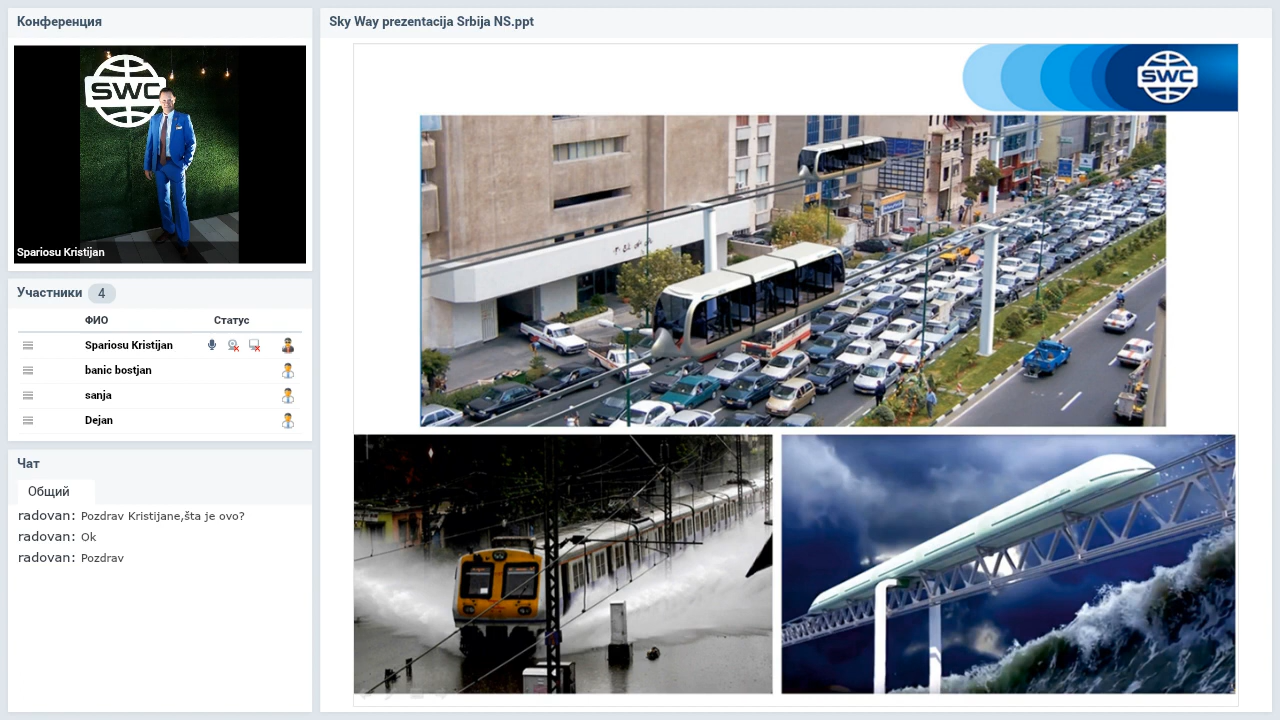 Конференция
SWC
Spariosu Kristijan
Участники 4
ФИО Статус
Spariosu Kristijan
banic bostjan
sanja
Dejan
Чат
Общий
radovan: Pozdrav Kristijane,šta je ovo?
radovan: Ok
radovan: Pozdrav
Sky Way prezentacija Srbija NS.ppt
SWC